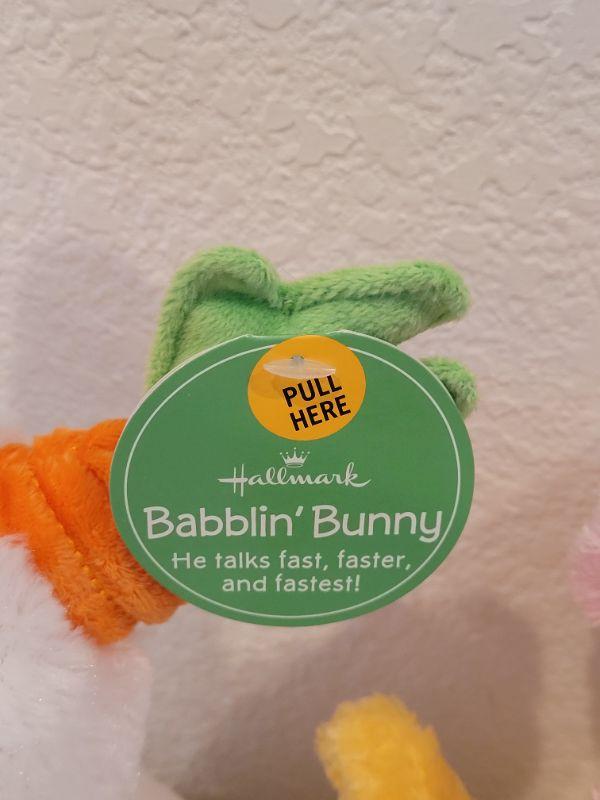 PULL
HERE
Hallmark
Babblin' Bunny
He talks fast, faster,
and fastest!